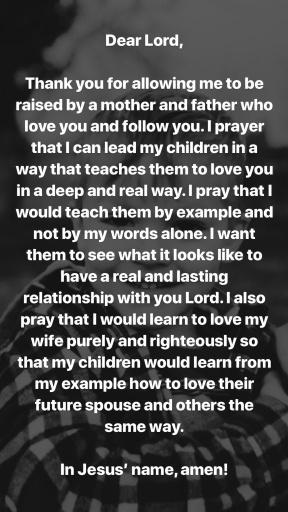 Dear Lord,
Thank you for allowing me to be
raised by a mother and father who
love you and follow you. I prayer
that I can lead my children in a
way that teaches them to love you
in a deep and real way. I pray that I
would teach them by example and
not by my words alone. I want
them to see what it looks like to
have a real and lasting
relationship with you Lord. I also
pray that I would learn to love my
wife purely and righteously so
that my children would learn from
my example how to love their
future spouse and others the
same way.
In Jesus’ name, amen!